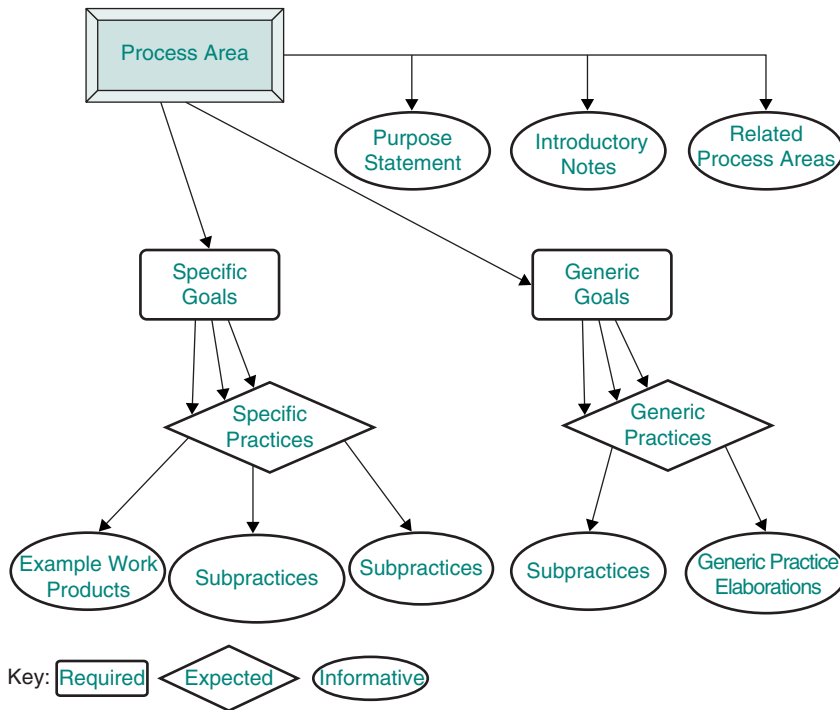 Process Area
Purpose
Statement
Introductory
Notes
Related
Process Areas
Specific
Goals
Generic
Goals
Specific
Practices
Generic
Practices
Example Work
Products
Subpractices
Subpractices
Subpractices
Generic Practice
Elaborations
Key: Required Expected Informative